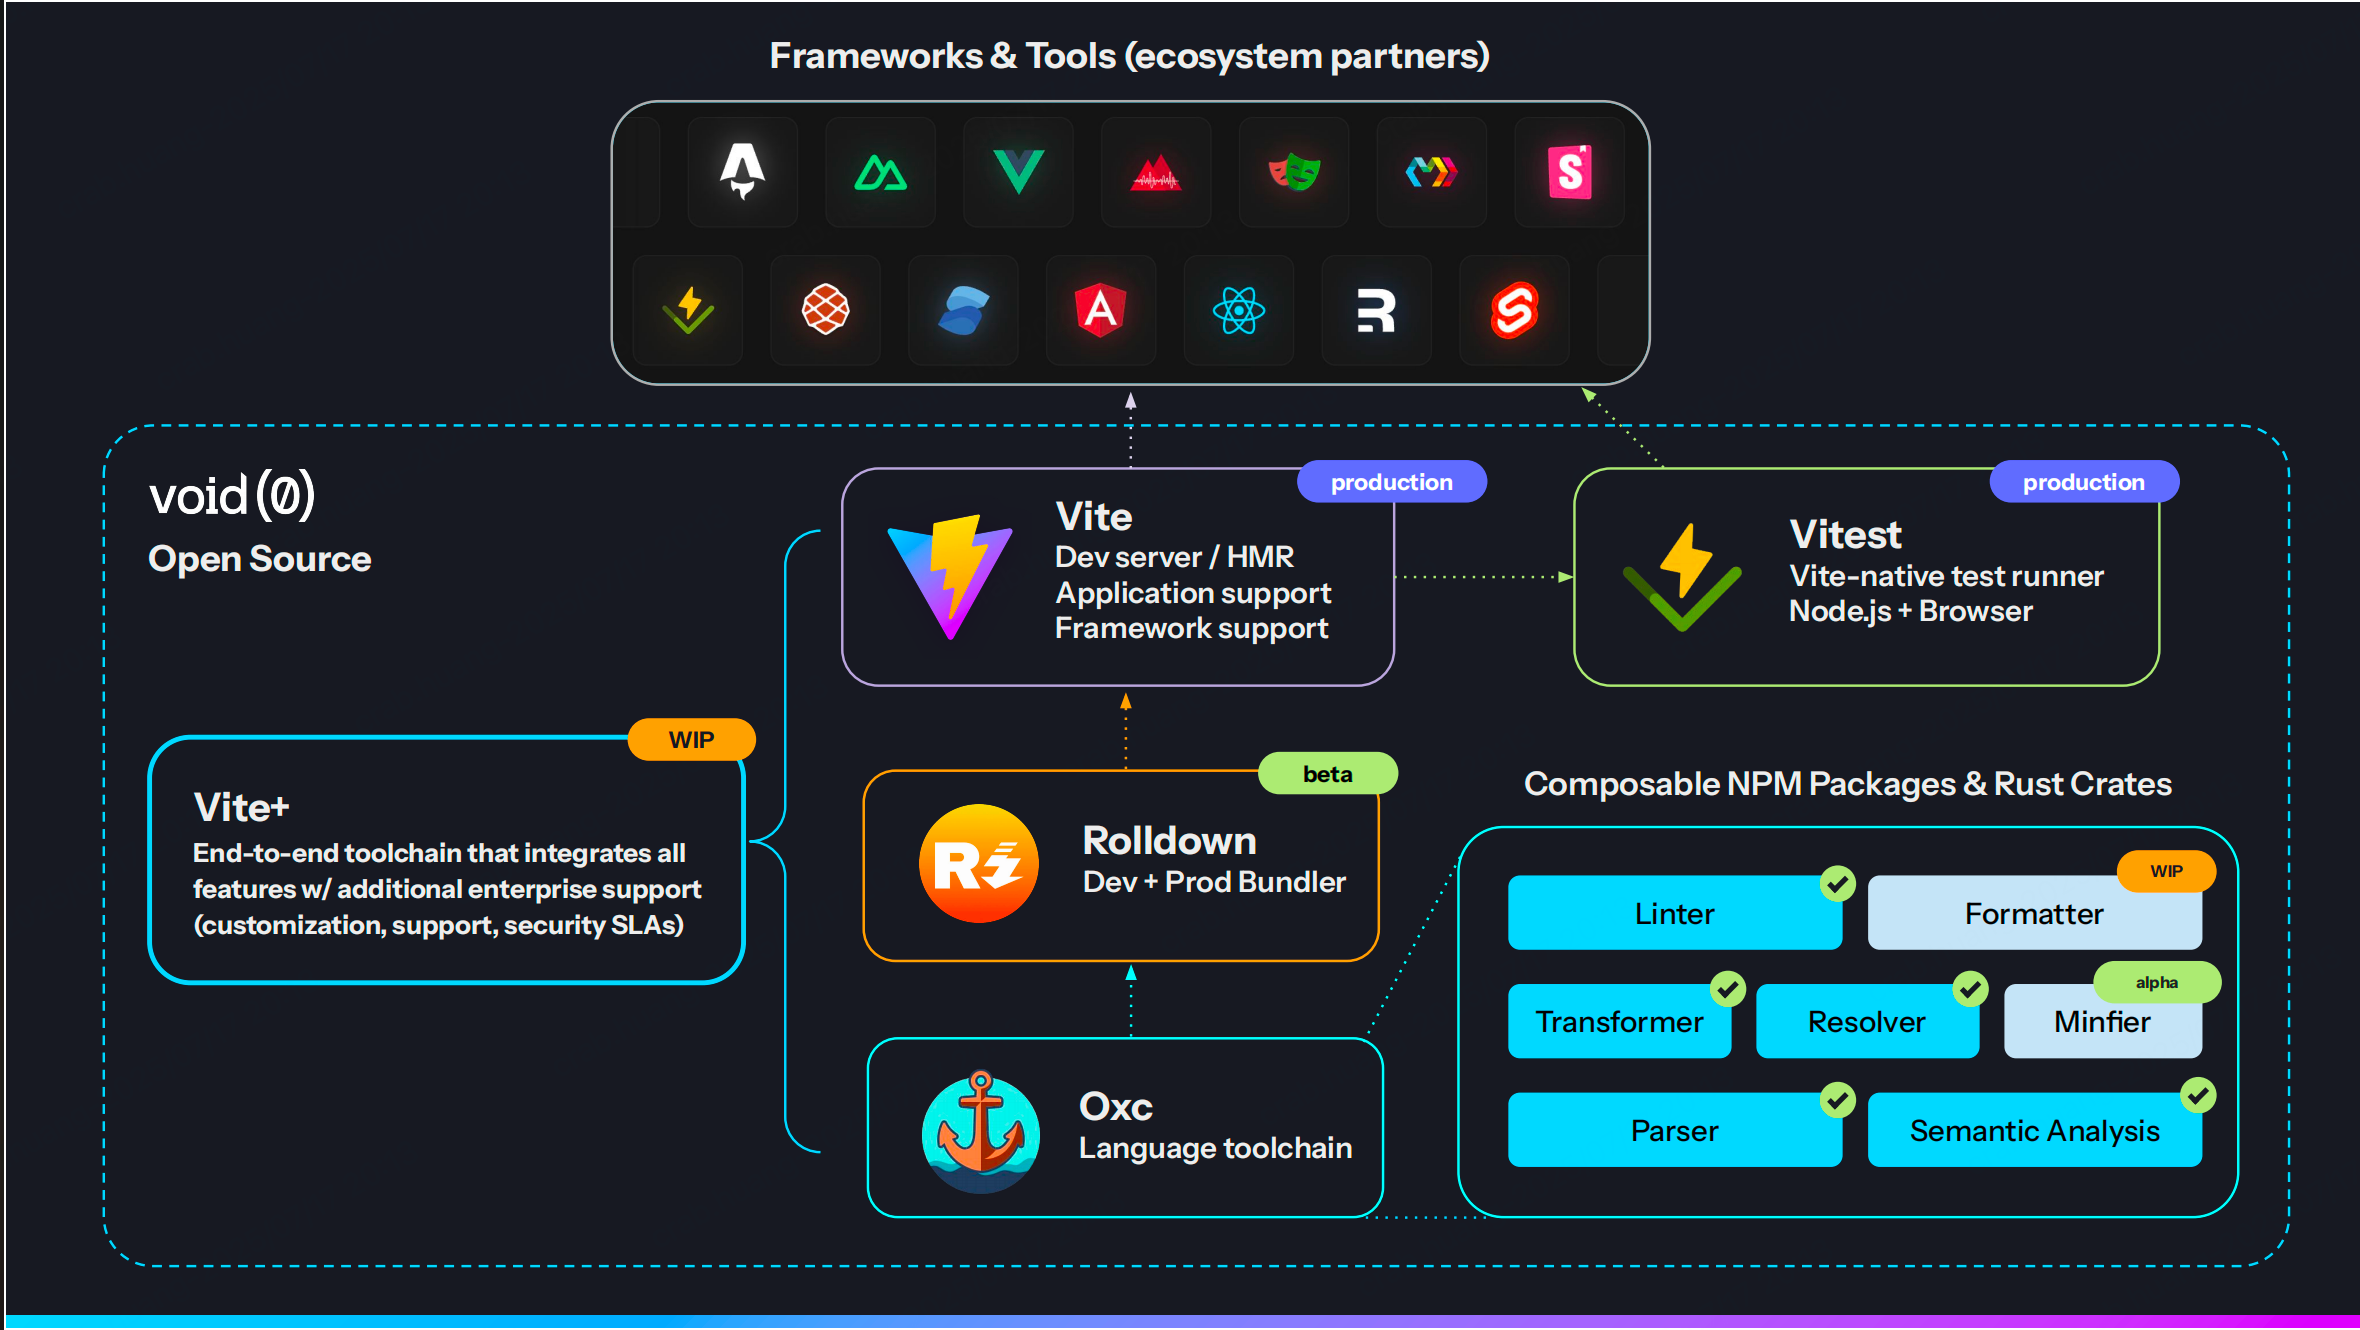 Frameworks & Tools (ecosystem partners)
void(0)
Open Source
production
Vite
Dev server / HMR
Application support
Framework support
production
Vitest
Vite-native test runner
Node.js + Browser
WIP
Vite+
End-to-end toolchain that integrates all
features w/ additional enterprise support
(customization, support, security SLAs)
beta
Rolldown
Dev + Prod Bundler
Oxc
Language toolchain
Composable NPM Packages & Rust Crates
Linter
WIP
Formatter
Transformer
Resolver
alpha
Minfier
Parser
Semantic Analysis